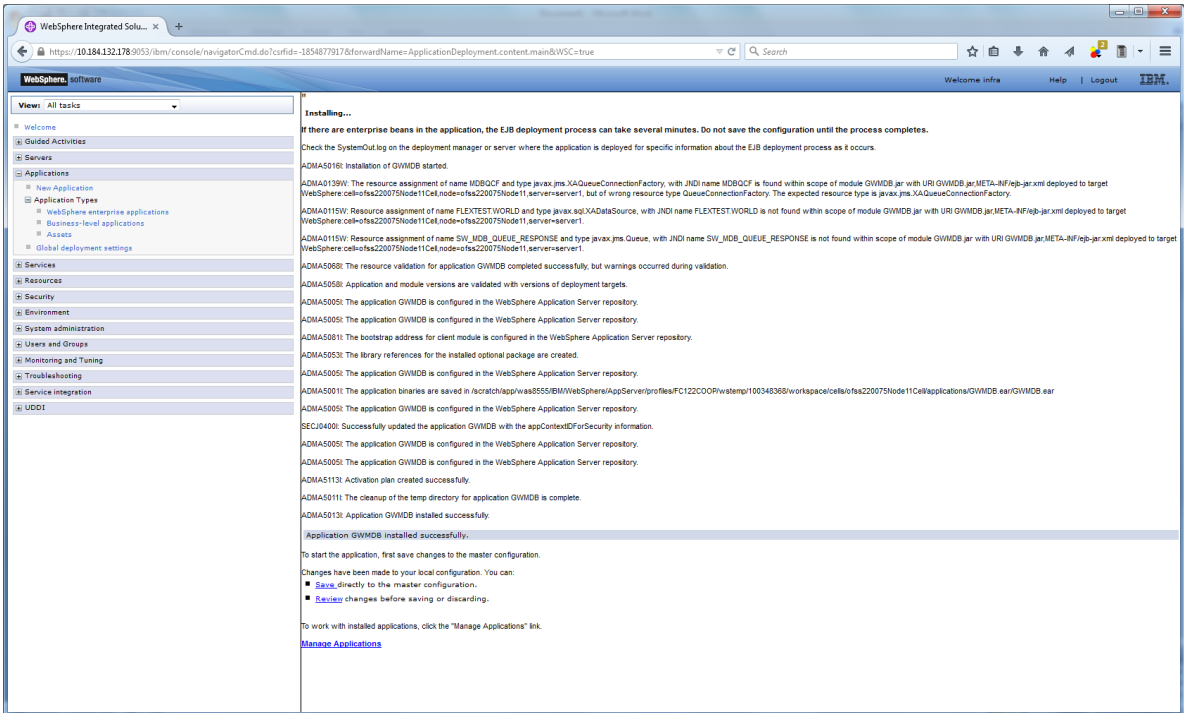 WebSphere Integrated Solu... × +
https://10.184.132.178:9053/ibm/console/navigatorCmd.do?csrfid=-1854877917&forwardName=ApplicationDeployment.content.main&WSC=true
Search
2
WebSphere. software
Welcome infra Help | Logout IBM.
View: All tasks
Welcome
Guided Activities
Servers
Applications
New Application
Application Types
WebSphere enterprise applications
Business-level applications
Assets
Global deployment settings
Services
Resources
Security
Environment
System administration
Users and Groups
Monitoring and Tuning
Troubleshooting
Service integration
UDDI
"
Installing...
If there are enterprise beans in the application, the EJB deployment process can take several minutes. Do not save the configuration until the process completes.
Check the SystemOut.log on the deployment manager or server where the application is deployed for specific information about the EJB deployment process as it occurs.
ADMA5016I: Installation of GWMDB started.
ADMA0139W: The resource assignment of name MDBQCF and type javax.jms.XAQueueConnectionFactory, with JNDI name MDBQCF is found within scope of module GWMDB.jar with URI GWMDB.jar,META-INF/ejb-jar.xml deployed to target
WebSphere:cell=ofss220075Node11Cell,node=ofss220075Node11,server=server1, but of wrong resource type QueueConnectionFactory. The expected resource type is javax.jms.XAQueueConnectionFactory.
ADMA0115W: Resource assignment of name FLEXTEST.WORLD and type javax.sql.XADataSource, with JNDI name FLEXTEST.WORLD is not found within scope of module GWMDB.jar with URI GWMDB.jar,META-INF/ejb-jar.xml deployed to target
WebSphere:cell=ofss220075Node11Cell,node=ofss220075Node11,server=server1.
ADMA0115W: Resource assignment of name SW_MDB_QUEUE_RESPONSE and type javax.jms.Queue, with JNDI name SW_MDB_QUEUE_RESPONSE is not found within scope of module GWMDB.jar with URI GWMDB.jar,META-INF/ejb-jar.xml deployed to target
WebSphere:cell=ofss220075Node11Cell,node=ofss220075Node11,server=server1.
ADMA5068I: The resource validation for application GWMDB completed successfully, but warnings occurred during validation.
ADMA5058I: Application and module versions are validated with versions of deployment targets.
ADMA5005I: The application GWMDB is configured in the WebSphere Application Server repository.
ADMA5005I: The application GWMDB is configured in the WebSphere Application Server repository.
ADMA5081I: The bootstrap address for client module is configured in the WebSphere Application Server repository.
ADMA5053I: The library references for the installed optional package are created.
ADMA5005I: The application GWMDB is configured in the WebSphere Application Server repository.
ADMA5001I: The application binaries are saved in /scratch/app/was8555/IBM/WebSphere/AppServer/profiles/FC122COOP/wstemp/100348368/workspace/cells/ofss220075Node11Cell/applications/GWMDB.ear/GWMDB.ear
ADMA5005I: The application GWMDB is configured in the WebSphere Application Server repository.
SECJ0400I: Successfully updated the application GWMDB with the appContextIDForSecurity information.
ADMA5005I: The application GWMDB is configured in the WebSphere Application Server repository.
ADMA5005I: The application GWMDB is configured in the WebSphere Application Server repository.
ADMA5113I: Activation plan created successfully.
ADMA5011I: The cleanup of the temp directory for application GWMDB is complete.
ADMA5013I: Application GWMDB installed successfully.
Application GWMDB installed successfully.
To start the application, first save changes to the master configuration.
Changes have been made to your local configuration. You can:
Save directly to the master configuration.
Review changes before saving or discarding.
To work with installed applications, click the "Manage Applications" link.
Manage Applications